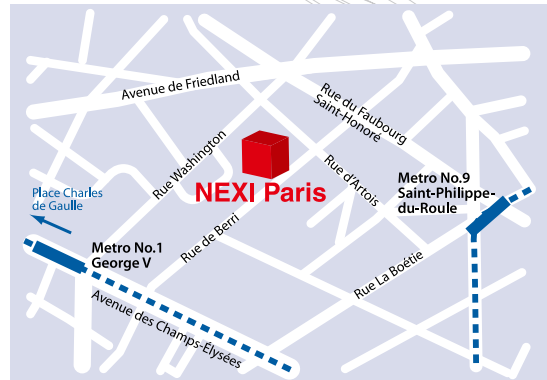 Avenue de Friedland
Rue du Faubourg
Saint-Honoré
Rue Washington
NEXI Paris
Rue d'Artois
Metro No.9
Saint-Philippe-
du-Roule
Place Charles
de Gaulle
Metro No.1
George V
Rue de Berri
Rue La Boétie
Avenue des Champs-Élysées